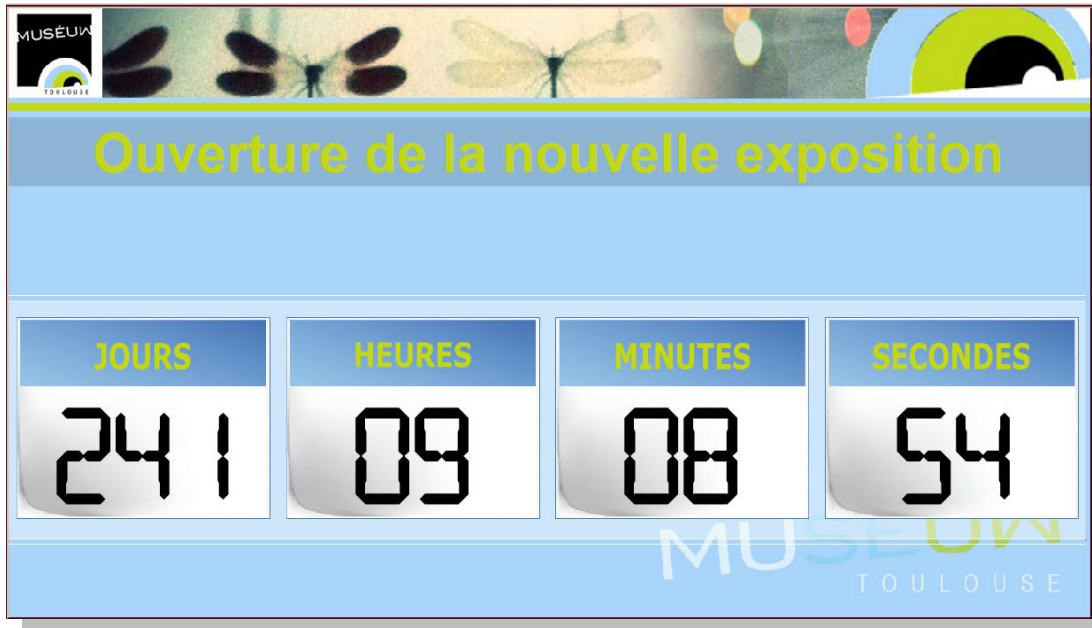 MUSÉUM
TOULOUSE
Ouverture de la nouvelle exposition
JOURS
HEURES
MINUTES
SECONDES
241
09
08
54
MUSÉUM
TOULOUSE